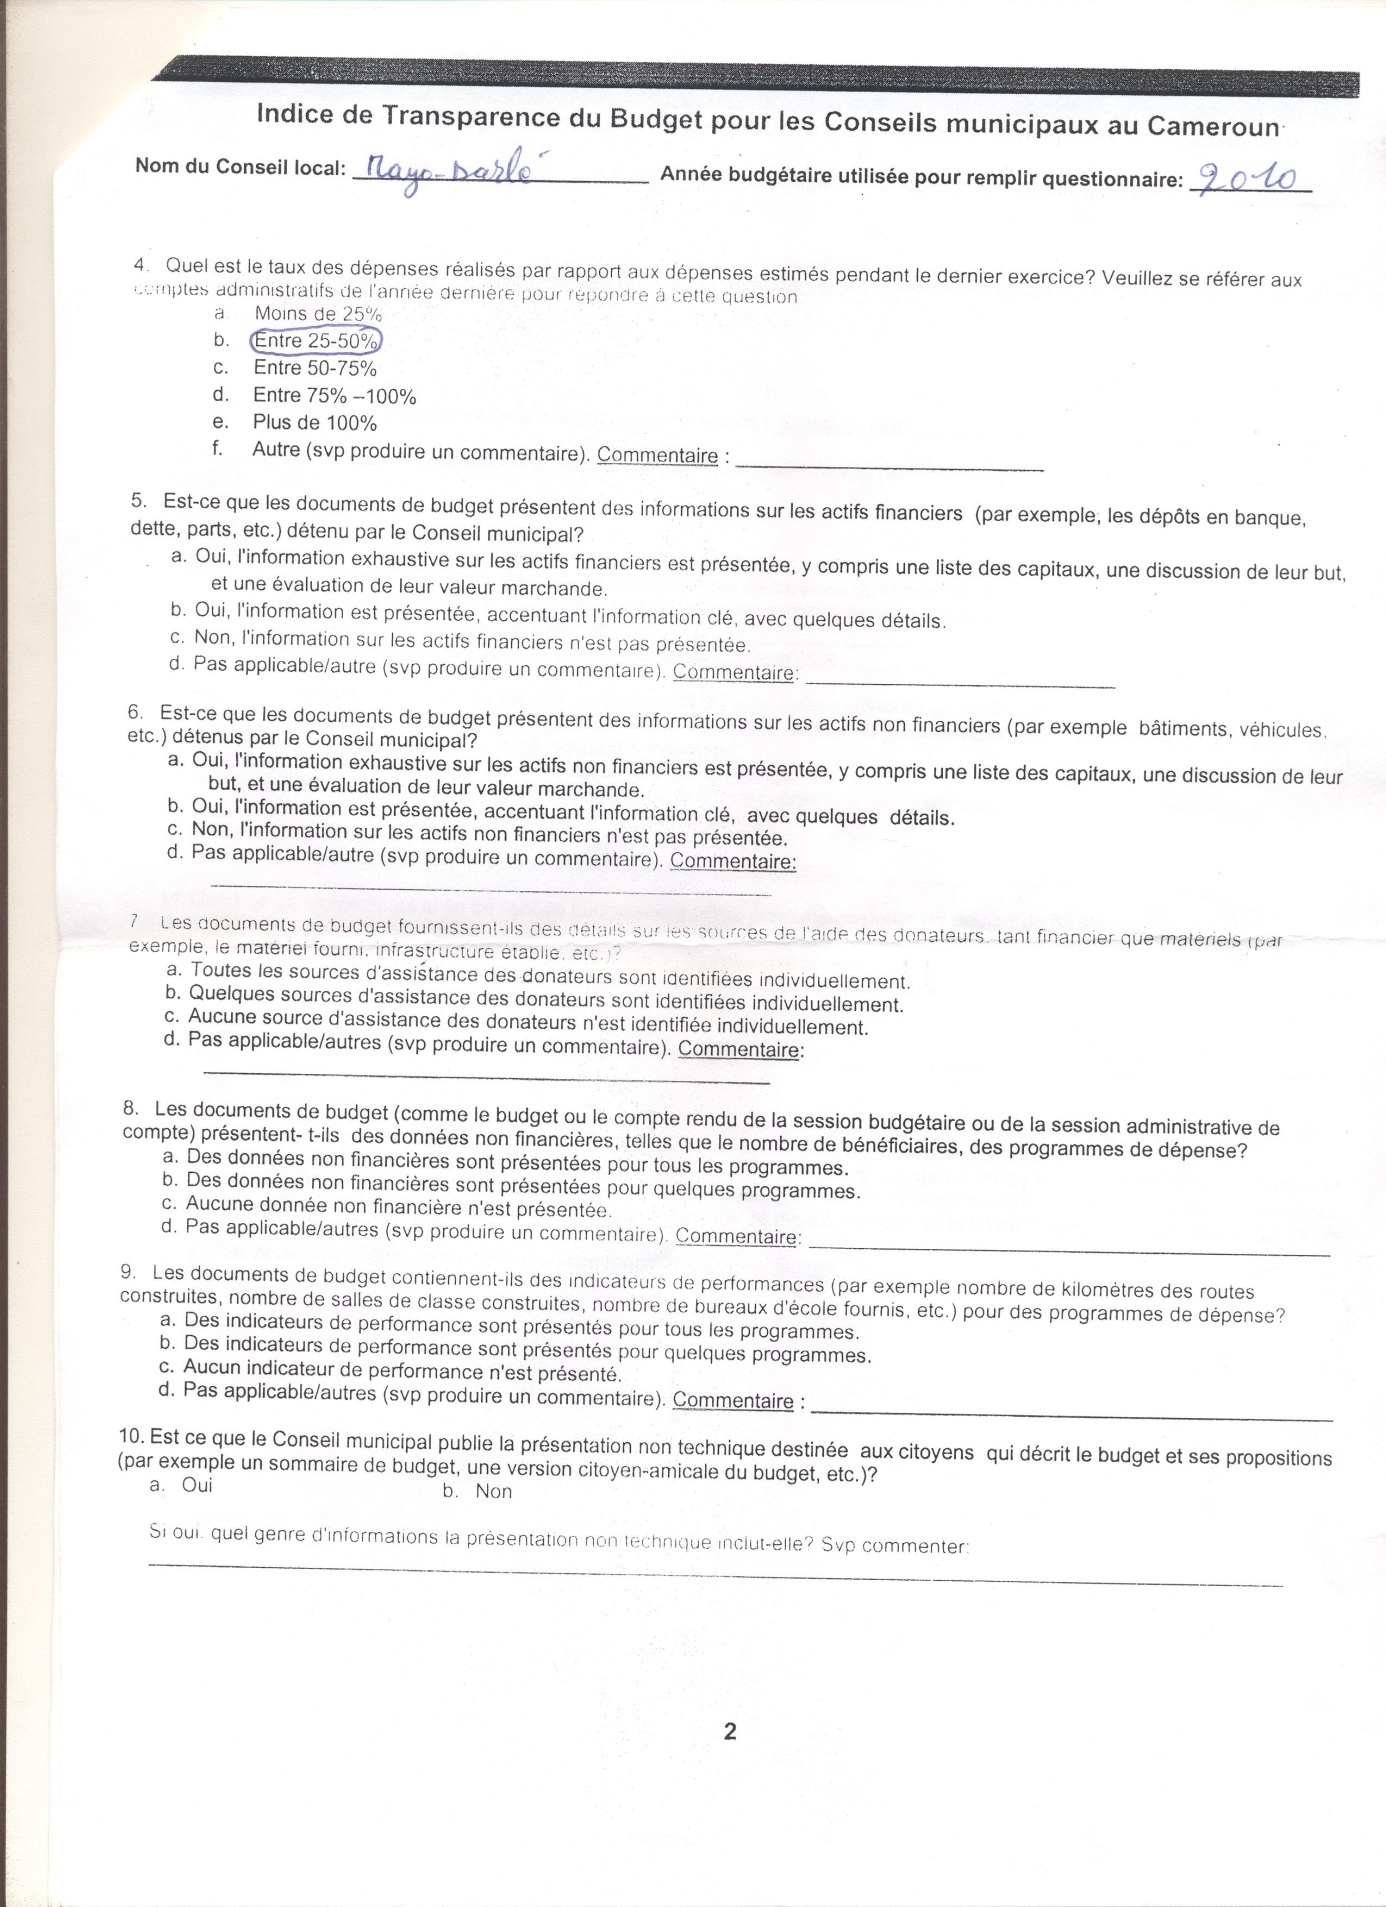 Indice de Transparence du Budget pour les Conseils municipaux au Cameroun
Nom du Conseil local: Mayo-Darlé Année budgétaire utilisée pour remplir questionnaire: 2010
4. Quel est le taux des dépenses réalisés par rapport aux dépenses estimés pendant le dernier exercice? Veuillez se référer aux
comptes administratifs de l'année dernière pour répondre à cette question
a Moins de 25%
b. Entre 25-50%
c. Entre 50-75%
d. Entre 75% –100%
e. Plus de 100%
f. Autre (svp produire un commentaire). Commentaire :
5. Est-ce que les documents de budget présentent des informations sur les actifs financiers (par exemple, les dépôts en banque,
dette, parts, etc.) détenu par le Conseil municipal?
a. Oui, l'information exhaustive sur les actifs financiers est présentée, y compris une liste des capitaux, une discussion de leur but,
et une évaluation de leur valeur marchande.
b. Oui, l'information est présentée, accentuant l'information clé, avec quelques détails.
c. Non, l'information sur les actifs financiers n'est pas présentée.
d. Pas applicable/autre (svp produire un commentaire). Commentaire:
6. Est-ce que les documents de budget présentent des informations sur les actifs non financiers (par exemple bâtiments, véhicules,
etc.) détenus par le Conseil municipal?
a. Oui, l'information exhaustive sur les actifs non financiers est présentée, y compris une liste des capitaux, une discussion de leur
but, et une évaluation de leur valeur marchande.
b. Oui, l'information est présentée, accentuant l'information clé, avec quelques détails.
c. Non, l'information sur les actifs non financiers n'est pas présentée.
d. Pas applicable/autre (svp produire un commentaire). Commentaire:
7 Les documents de budget fournissent-ils des détails sur les sources de l'aide des donateurs, tant financier que matériels (par
exemple, le matériel fourni, infrastructure établie, etc.)?
a. Toutes les sources d'assistance des donateurs sont identifiées individuellement.
b. Quelques sources d'assistance des donateurs sont identifiées individuellement.
c. Aucune source d'assistance des donateurs n'est identifiée individuellement.
d. Pas applicable/autres (svp produire un commentaire). Commentaire:
8. Les documents de budget (comme le budget ou le compte rendu de la session budgétaire ou de la session administrative de
compte) présentent- t-ils des données non financières, telles que le nombre de bénéficiaires, des programmes de dépense?
a. Des données non financières sont présentées pour tous les programmes.
b. Des données non financières sont présentées pour quelques programmes.
c. Aucune donnée non financière n'est présentée.
d. Pas applicable/autres (svp produire un commentaire). Commentaire:
9. Les documents de budget contiennent-ils des indicateurs de performances (par exemple nombre de kilomètres des routes
construites, nombre de salles de classe construites, nombre de bureaux d'école fournis, etc.) pour des programmes de dépense?
a. Des indicateurs de performance sont présentés pour tous les programmes.
b. Des indicateurs de performance sont présentés pour quelques programmes.
c. Aucun indicateur de performance n'est présenté.
d. Pas applicable/autres (svp produire un commentaire). Commentaire :
10. Est ce que le Conseil municipal publie la présentation non technique destinée aux citoyens qui décrit le budget et ses propositions
(par exemple un sommaire de budget, une version citoyen-amicale du budget, etc.)?
a. Oui b. Non
Si oui, quel genre d'informations la présentation non technique inclut-elle? Svp commenter:
2